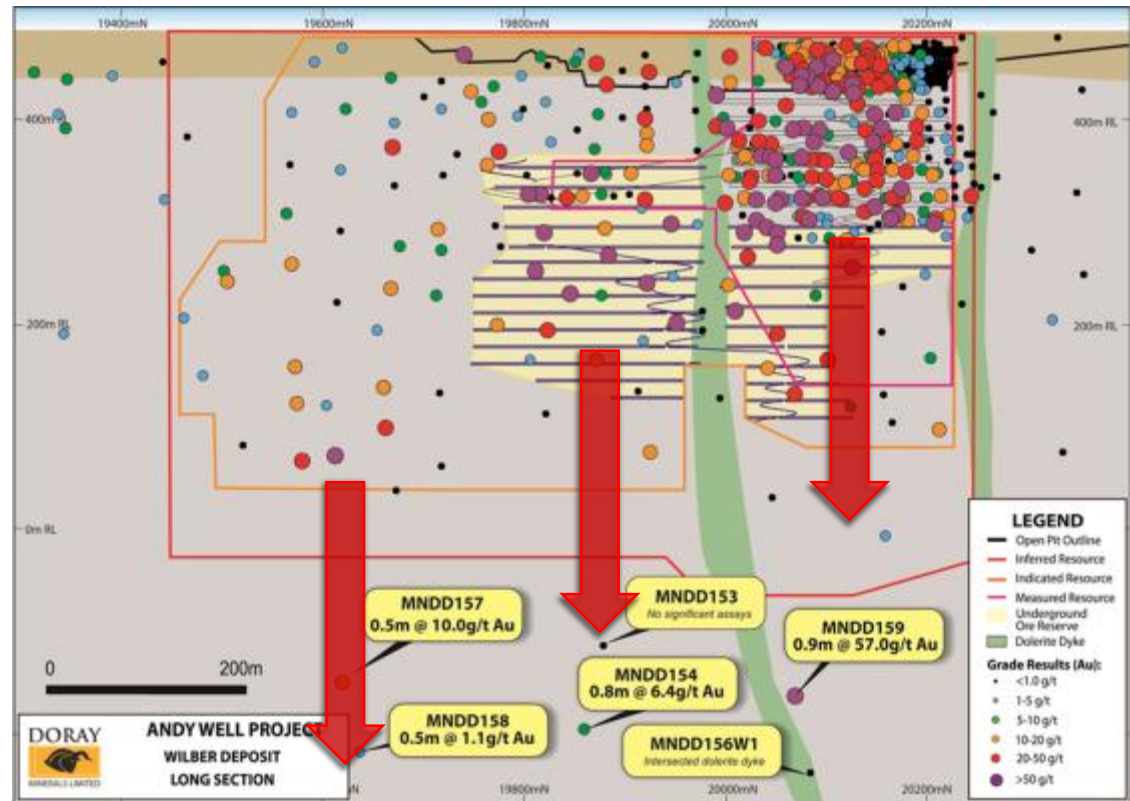 19400mN 19600mN 19800mN 20000mN 20200mN
400m RL
400m RL
200m RL
200m RL
0m RL
MNDD157
0.5m @ 10.0g/t Au
MNDD153
No significant assays
MNDD159
0.9m @ 57.0g/t Au
MNDD154
0.8m @ 6.4g/t Au
MNDD158
0.5m @ 1.1g/t Au
MNDD156W1
Intersected dolerite dyke
0 200m
DORAY
MINERALS LIMITED
ANDY WELL PROJECT
WILBER DEPOSIT
LONG SECTION
19800mN 20000mN 20200mN
LEGEND
Open Pit Outline
Inferred Resource
Indicated Resource
Measured Resource
Underground
Ore Reserve
Dolerite Dyke
Grade Results (Au):
<1.0 g/t
1-5 g/t
5-10 g/t
10-20 g/t
20-50 g/t
>50 g/t